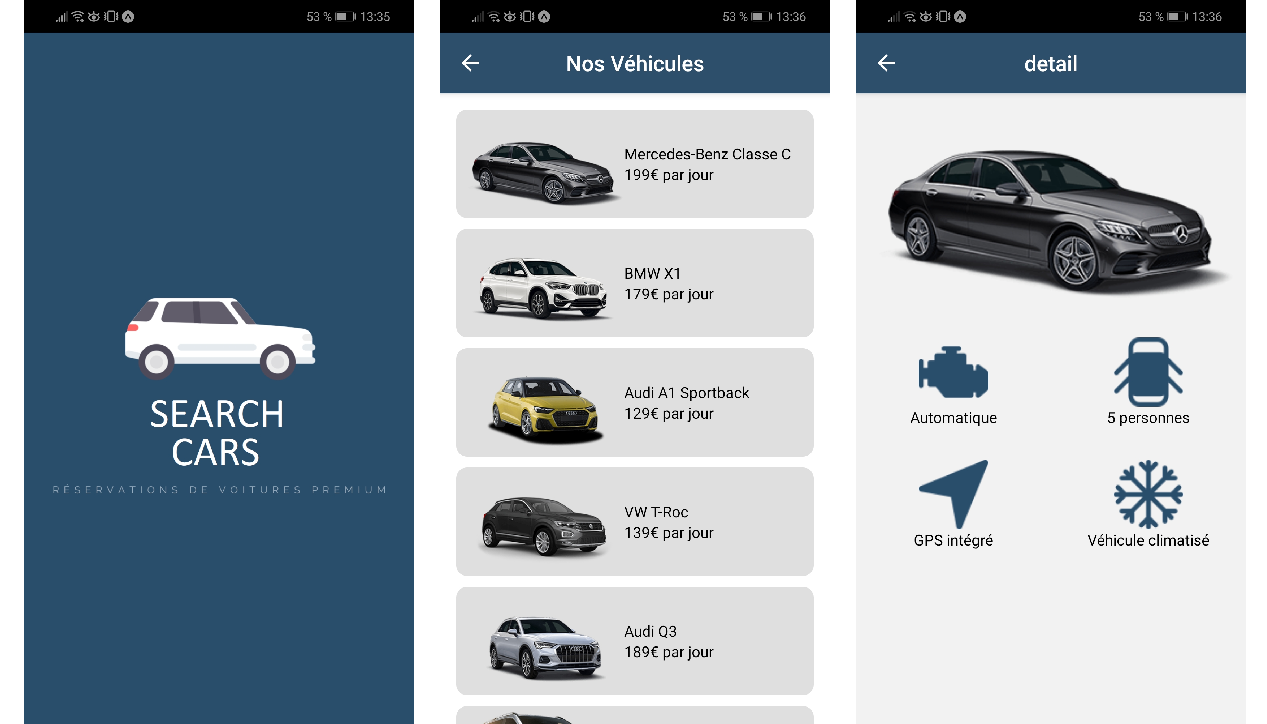 53 % 13:35
SEARCH
CARS
RÉSERVATIONS DE VOITURES PREMIUM
53 % 13:36
Nos Véhicules
Mercedes-Benz Classe C
199€ par jour
BMW X1
179€ par jour
Audi A1 Sportback
129€ par jour
VW T-Roc
139€ par jour
Audi Q3
189€ par jour
53 % 13:36
detail
Automatique
5 personnes
GPS intégré
Véhicule climatisé